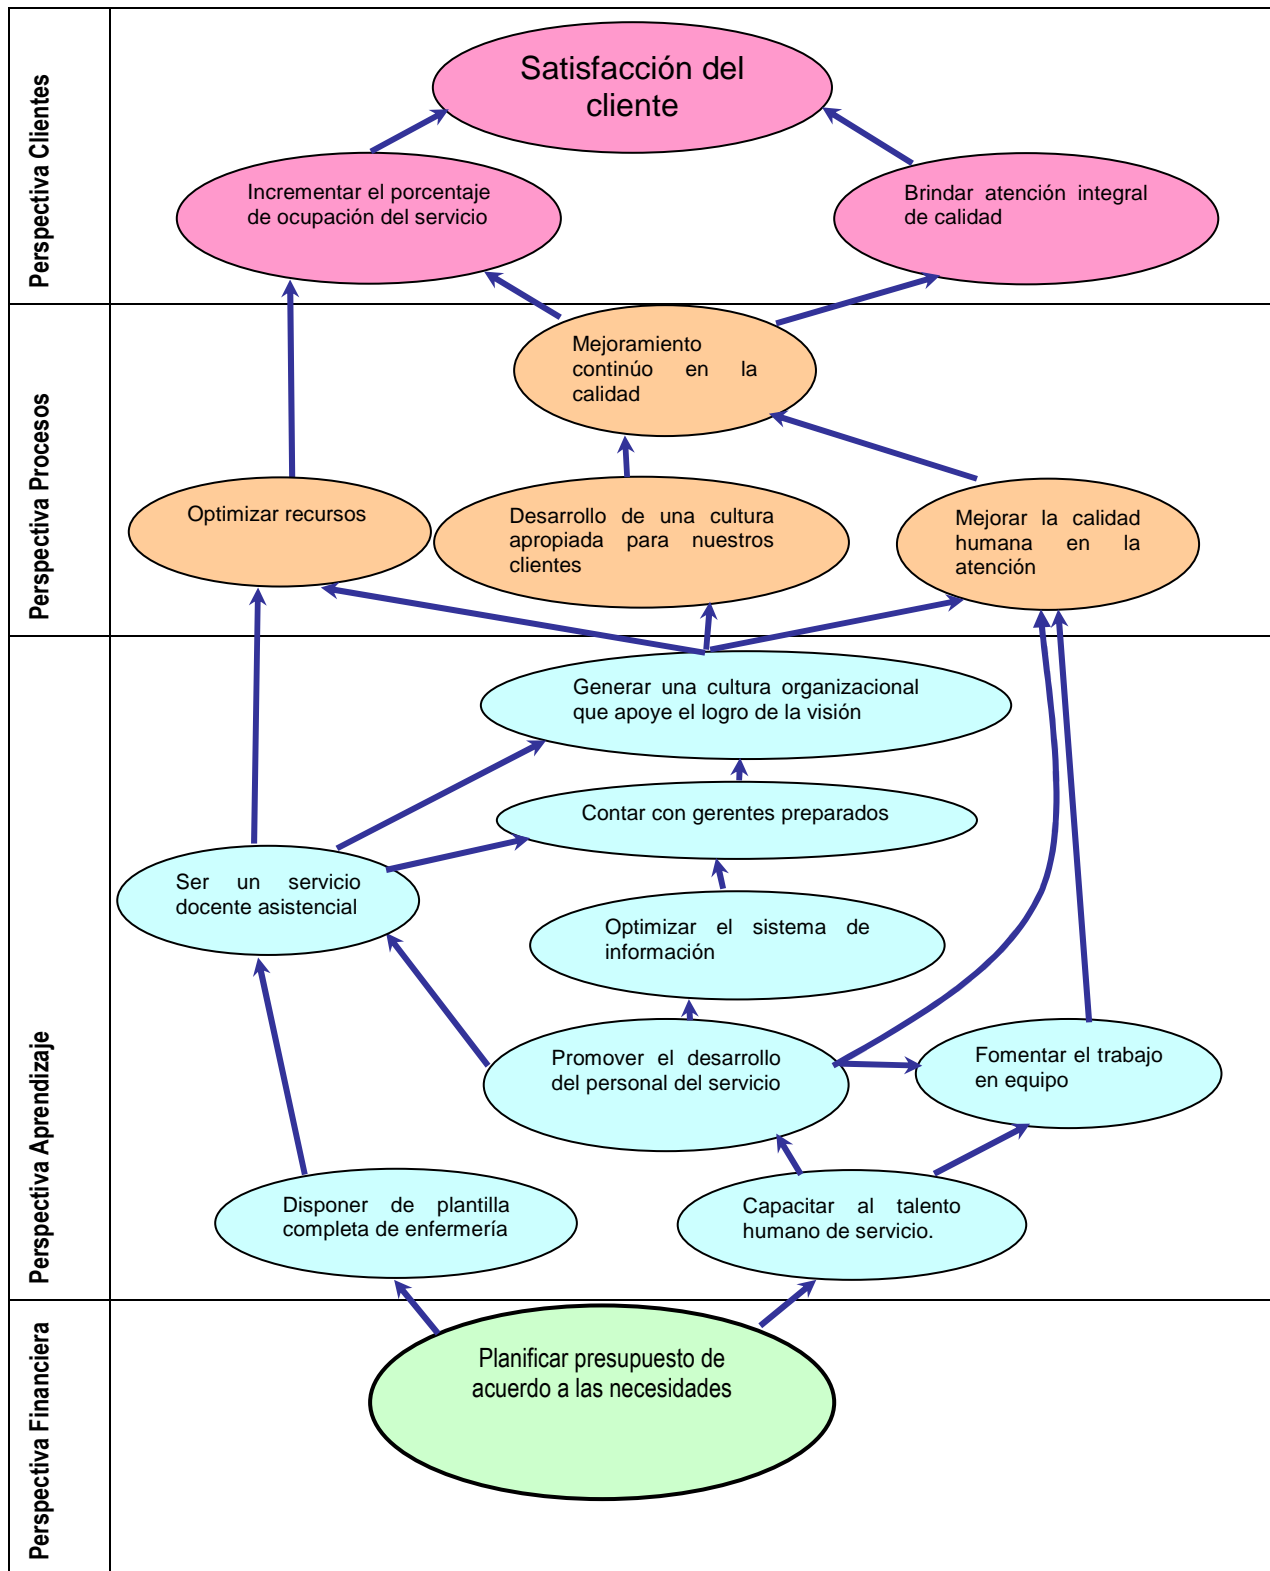 Perspectiva Clientes
Satisfacción del
cliente
Incrementar el porcentaje
de ocupación del servicio
Brindar atención integral
de calidad
Perspectiva Procesos
Mejoramiento
continúo en la
calidad
Optimizar recursos
Desarrollo de una cultura
apropiada para nuestros
clientes
Mejorar la calidad
humana en la
atención
Perspectiva Aprendizaje
Generar una cultura organizacional
que apoye el logro de la visión
Contar con gerentes preparados
Ser un servicio
docente asistencial
Optimizar el sistema de
información
Promover el desarrollo
del personal del servicio
Fomentar el trabajo
en equipo
Disponer de plantilla
completa de enfermería
Capacitar al talento
humano de servicio.
Perspectiva Financiera
Planificar presupuesto de
acuerdo a las necesidades